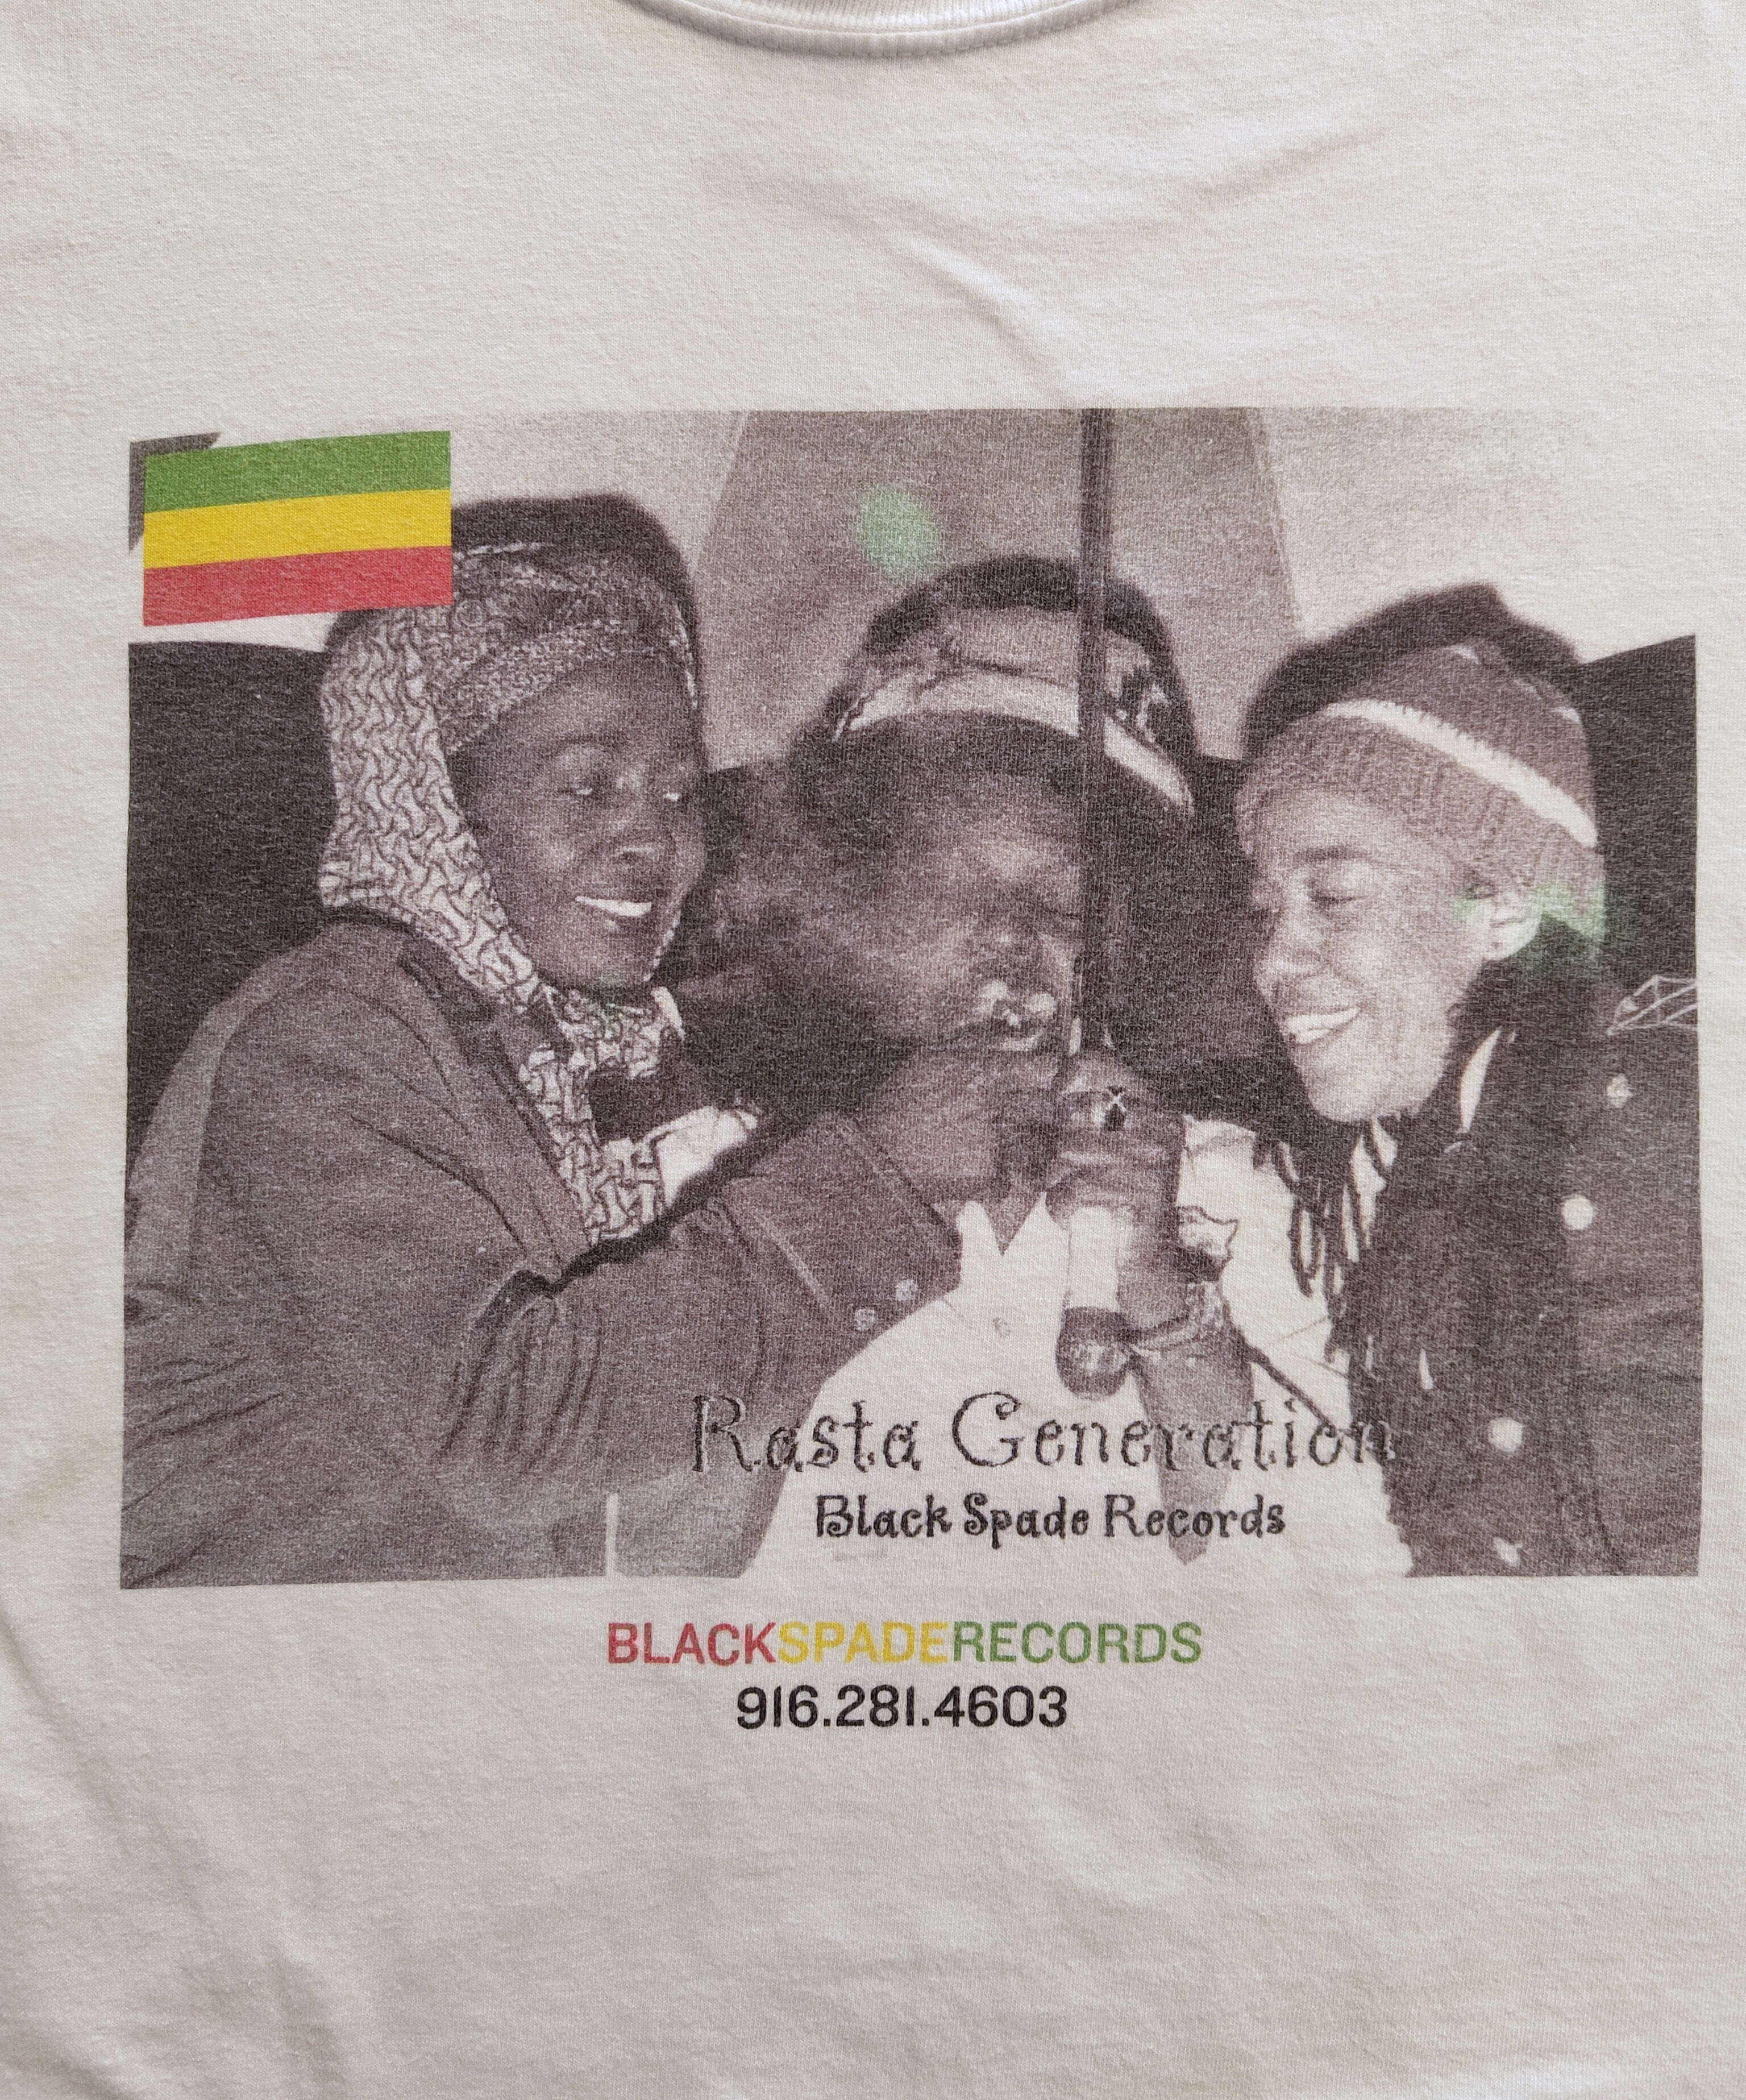 Rasta Generation
Black Spade Records
BLACKSPADERECORDS
916.281.4603